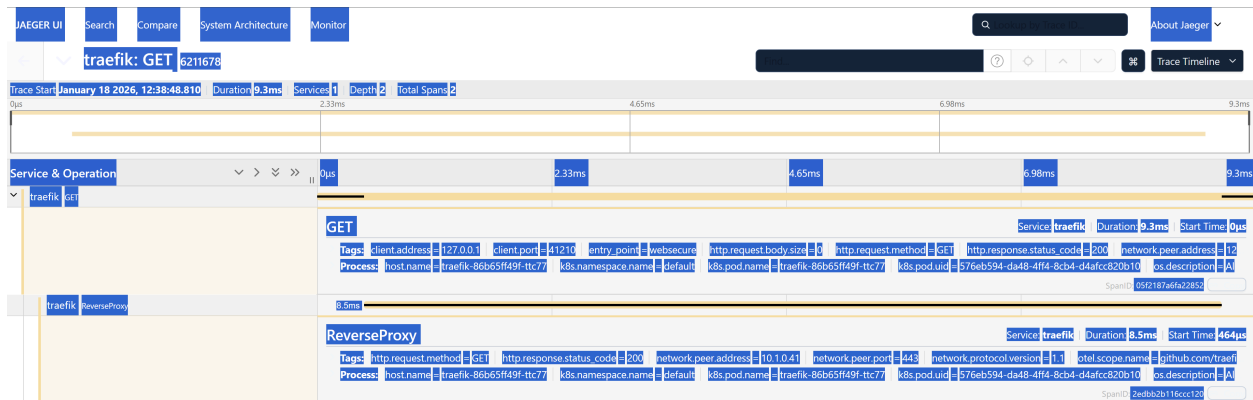 JAEGER UI Search Compare System Architecture Monitor Lookup by Trace ID... About Jaeger
traefik: GET 6211678 Find... Trace Timeline
Trace Start January 18 2026, 12:38:48.810 Duration 9.3ms Services 1 Depth 2 Total Spans 2
0μs 2.33ms 4.65ms 6.98ms 9.3ms
Service & Operation 0μs 2.33ms 4.65ms 6.98ms 9.3ms
traefik GET
GET Service: traefik Duration: 9.3ms Start Time: 0μs
Tags: client.address = 127.0.0.1 client.port = 41210 entry_point = websecure http.request.body.size = 0 http.request.method = GET http.response.status_code = 200 network.peer.address = 12
Process: host.name = traefik-86b65ff49f-ttc77 k8s.namespace.name = default k8s.pod.name = traefik-86b65ff49f-ttc77 k8s.pod.uid = 576eb594-da48-4ff4-8cb4-d4afcc820b10 os.description = Al
SpanID: 05f2187a6fa22852
traefik ReverseProxy 8.5ms
ReverseProxy Service: traefik Duration: 8.5ms Start Time: 464μs
Tags: http.request.method = GET http.response.status_code = 200 network.peer.address = 10.1.0.41 network.peer.port = 443 network.protocol.version = 1.1 otel.scope.name = github.com/traefi
Process: host.name = traefik-86b65ff49f-ttc77 k8s.namespace.name = default k8s.pod.name = traefik-86b65ff49f-ttc77 k8s.pod.uid = 576eb594-da48-4ff4-8cb4-d4afcc820b10 os.description = Al
SpanID: 2edbb2b116ccc120